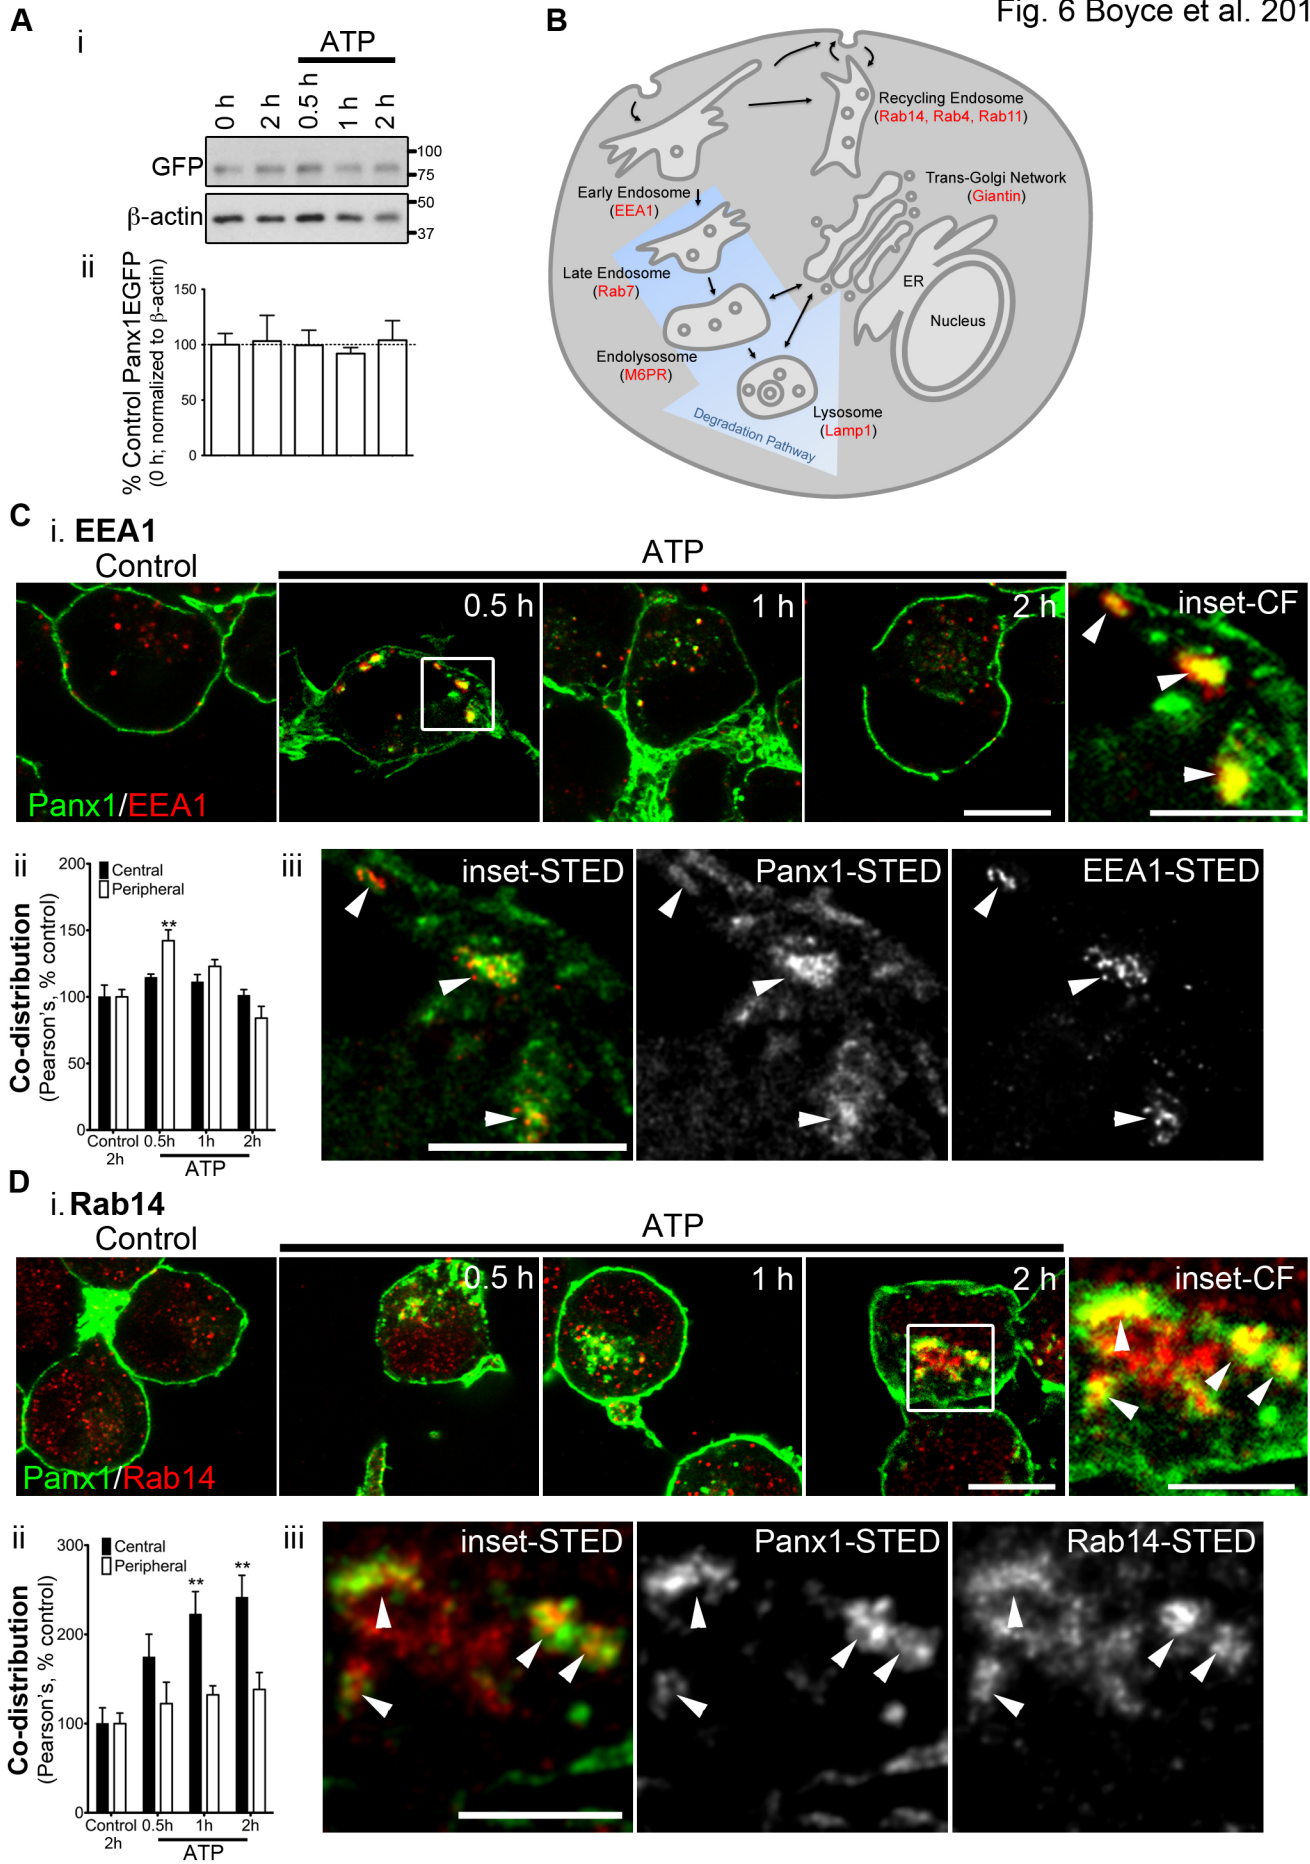 Fig. 6 Boyce et al. 201
A
i
ATP
0 h
2 h
0.5 h
1 h
2 h
GFP
100
75
β-actin
50
37
ii
% Control Panx1EGFP
(0 h; normalized to β-actin)
150
100
50
0
B
Recycling Endosome
(Rab14, Rab4, Rab11)
Trans-Golgi Network
(Giantin)
Early Endosome
(EEA1)
Late Endosome
(Rab7)
ER
Nucleus
Endolysosome
(M6PR)
Lysosome
(Lamp1)
Degradation Pathway
C
i. EEA1
Control
ATP
0.5 h
1 h
2 h
inset-CF
Panx1/EEA1
ii
Co-distribution
(Pearson's, % control)
200
150
100
50
0
Central
Peripheral
**
Control
2h
0.5h
1h
2h
ATP
iii
inset-STED
Panx1-STED
EEA1-STED
D
i. Rab14
Control
ATP
0.5 h
1 h
2 h
inset-CF
Panx1/Rab14
ii
Co-distribution
(Pearson's, % control)
300
200
100
0
Central
Peripheral
**
**
Control
2h
0.5h
1h
2h
ATP
iii
inset-STED
Panx1-STED
Rab14-STED